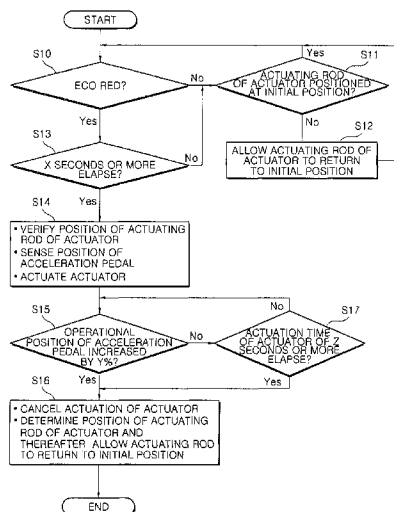 START
S10
ECO RED?
No
Yes
S11
ACTUATING ROD
OF ACTUATOR POSITIONED
AT INITIAL POSITION?
Yes
No
S12
ALLOW ACTUATING ROD OF
ACTUATOR TO RETURN
TO INITIAL POSITION
S13
X SECONDS OR MORE
ELAPSE?
No
Yes
S14
• VERIFY POSITION OF ACTUATING
ROD OF ACTUATOR
• SENSE POSITION OF
ACCELERATION PEDAL
• ACTUATE ACTUATOR
S15
OPERATIONAL
POSITION OF ACCELERATION
PEDAL INCREASED
BY Y%?
No
Yes
No
S17
ACTUATION TIME
OF ACTUATOR OF Z
SECONDS OR MORE
ELAPSE?
Yes
S16
• CANCEL ACTUATION OF ACTUATOR
• DETERMINE POSITION OF ACTUATING
ROD OF ACTUATOR AND
THEREAFTER ALLOW ACTUATING ROD
TO RETURN TO INITIAL POSITION
END